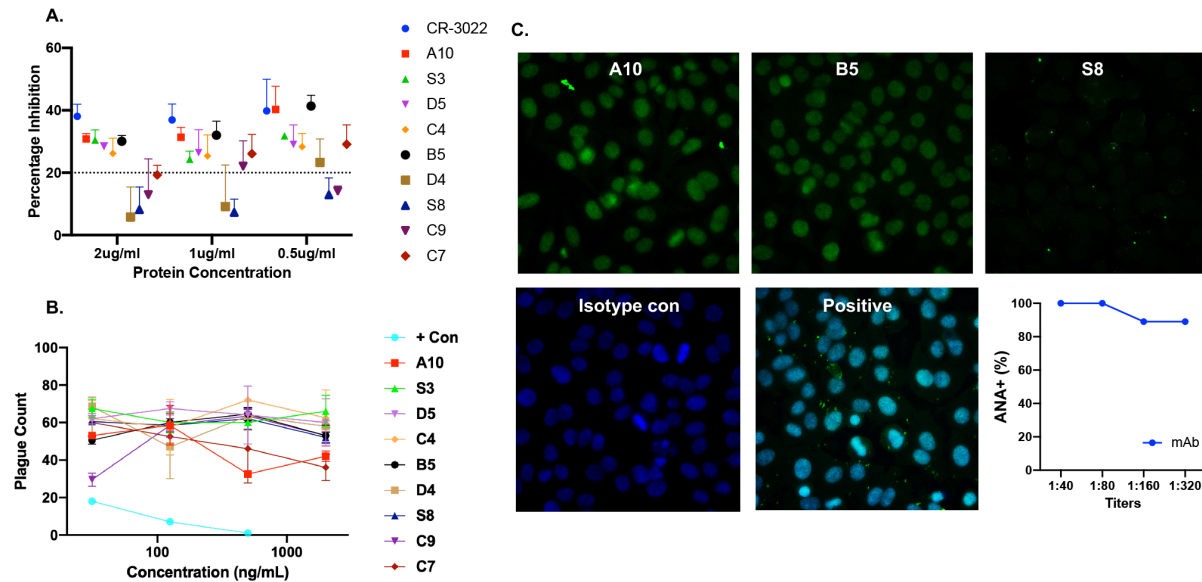 A.
60
40
20
0
Percentage Inhibition
2ug/ml 1ug/ml 0.5ug/ml
Protein Concentration
CR-3022
A10
S3
D5
C4
B5
D4
S8
C9
C7
B.
100
80
60
40
20
0
Plague Count
100 1000
Concentration (ng/mL)
+ Con
A10
S3
D5
C4
B5
D4
S8
C9
C7
C.
A10
B5
S8
Isotype con
Positive
100
80
60
40
20
0
ANA+ (%)
mAb
1:40 1:80 1:160 1:320
Titers